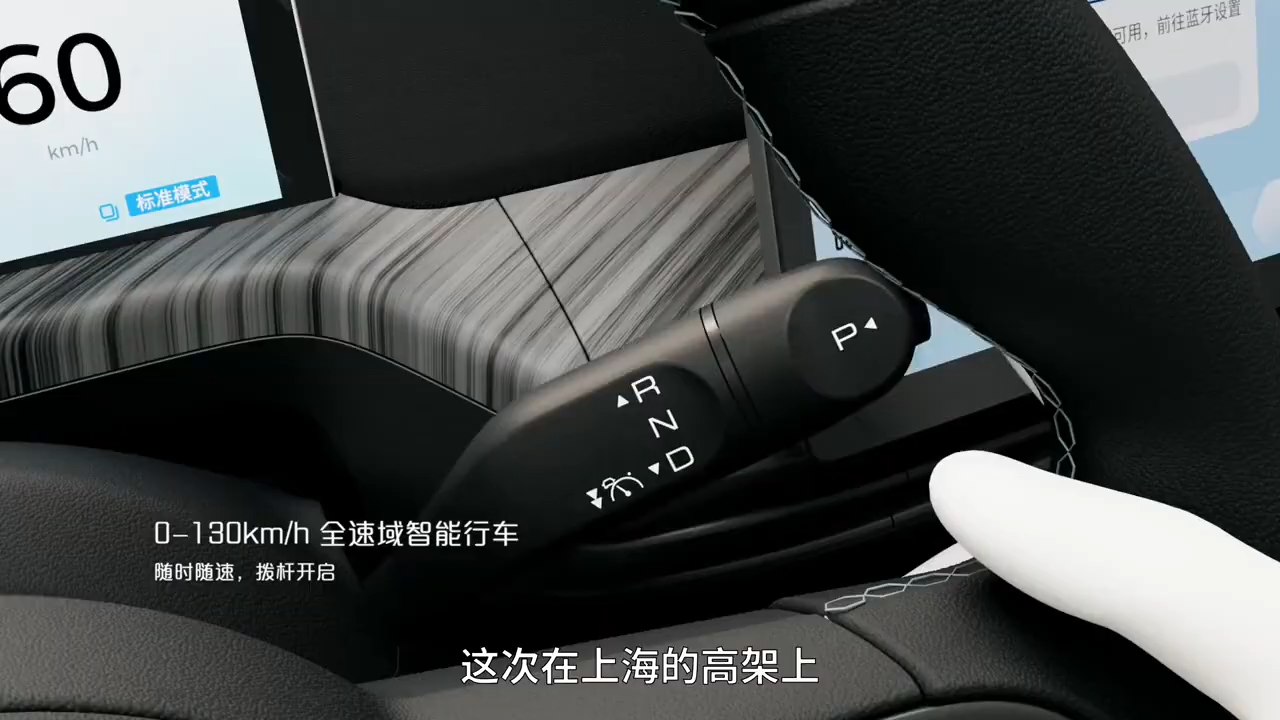 60
km/h
标准模式
可用，前往蓝牙设置
P
R
N
D
0-130km/h 全速域智能行车
随时随速，拨杆开启
这次在上海的高架上